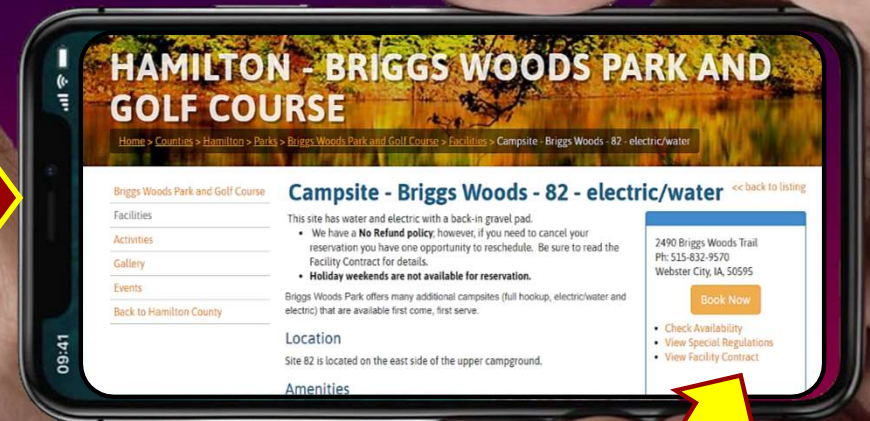 09:41
HAMILTON - BRIGGS WOODS PARK AND
GOLF COURSE
Home > Counties > Hamilton > Parks > Briggs Woods Park and Golf Course > Facilities > Campsite - Briggs Woods - 82 - electric/water
Briggs Woods Park and Golf Course
Facilities
Activities
Gallery
Events
Back to Hamilton County
Campsite - Briggs Woods - 82 - electric/water
<< back to listing
This site has water and electric with a back-in gravel pad.
• We have a No Refund policy; however, if you need to cancel your
reservation you have one opportunity to reschedule. Be sure to read the
Facility Contract for details.
• Holiday weekends are not available for reservation.
Briggs Woods Park offers many additional campsites (full hookup, electric/water and
electric) that are available first come, first serve.
Location
Site 82 is located on the east side of the upper campground.
Amenities
2490 Briggs Woods Trail
Ph: 515-832-9570
Webster City, IA, 50595
Book Now
• Check Availability
• View Special Regulations
• View Facility Contract